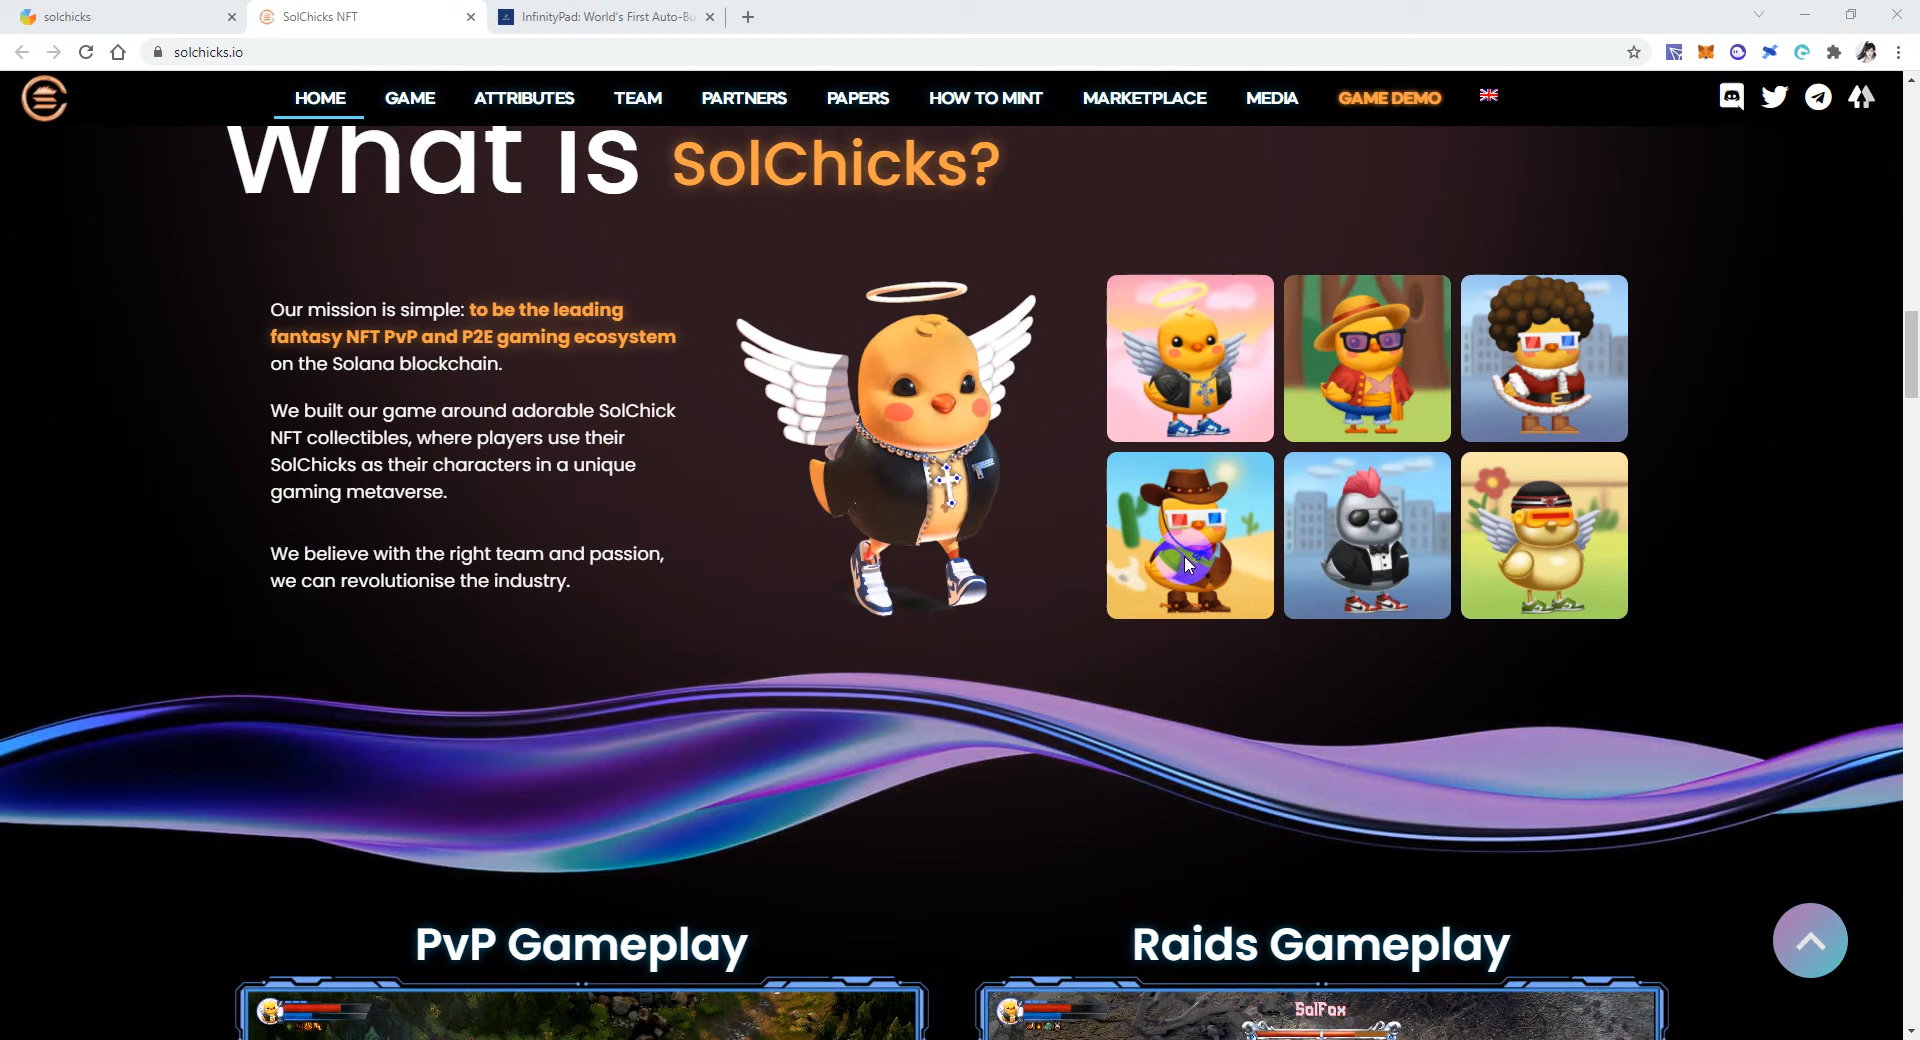 solchicks
SolChicks NFT
InfinityPad: World's First Auto-Bu
solchicks.io
HOME
GAME
ATTRIBUTES
TEAM
PARTNERS
PAPERS
HOW TO MINT
MARKETPLACE
MEDIA
GAME DEMO
What is SolChicks?
Our mission is simple: to be the leading
fantasy NFT PvP and P2E gaming ecosystem
on the Solana blockchain.
We built our game around adorable SolChick
NFT collectibles, where players use their
SolChicks as their characters in a unique
gaming metaverse.
We believe with the right team and passion,
we can revolutionise the industry.
PvP Gameplay
Raids Gameplay
SolFox